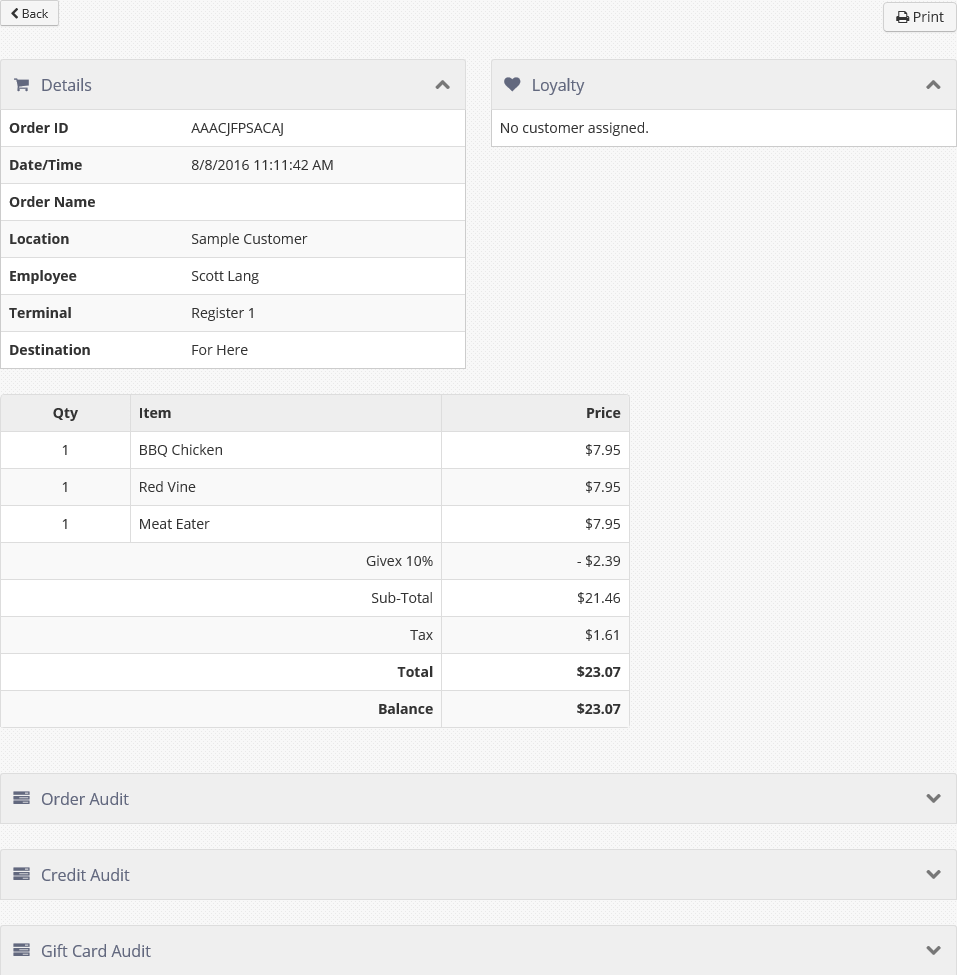 Back
Print
Details
Order ID AAACJFPSACAJ
Date/Time 8/8/2016 11:11:42 AM
Order Name
Location Sample Customer
Employee Scott Lang
Terminal Register 1
Destination For Here
Loyalty
No customer assigned.
Qty Item Price
1 BBQ Chicken $7.95
1 Red Vine $7.95
1 Meat Eater $7.95
Givex 10% - $2.39
Sub-Total $21.46
Tax $1.61
Total $23.07
Balance $23.07
Order Audit
Credit Audit
Gift Card Audit